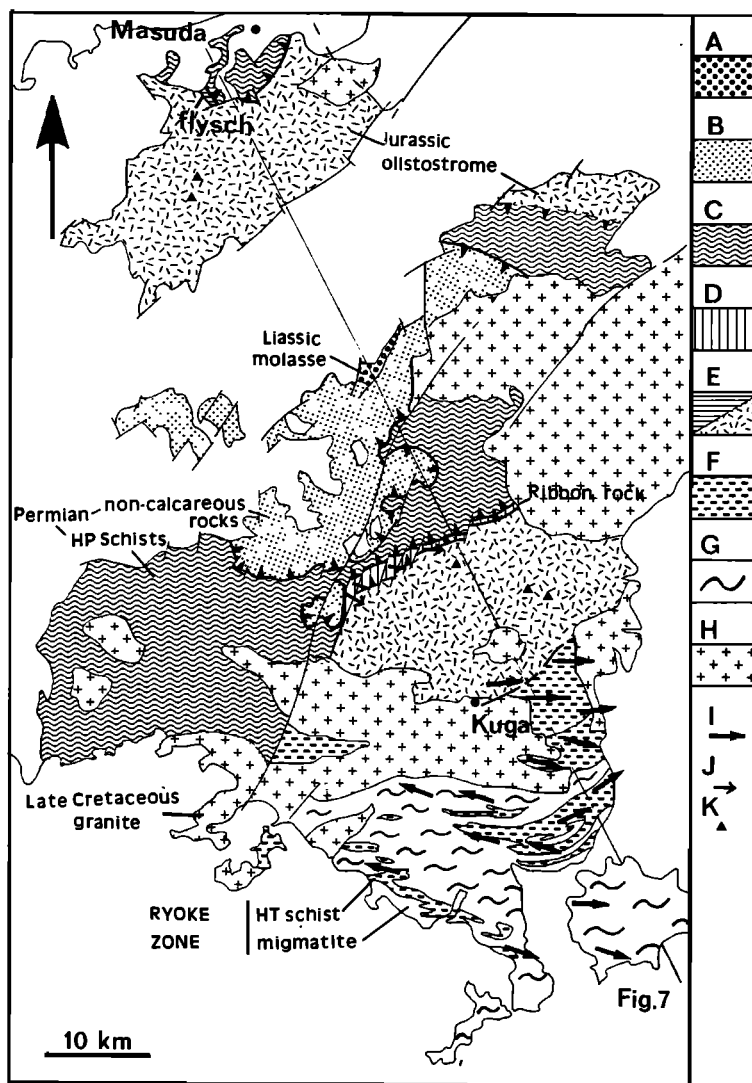 Masuda
flysch
Jurassic
olistostrome
Liassic
molasse
Ribbon rock
Permian
non-calcareous
rocks
HP Schists
Kuga
Late Cretaceous
granite
RYOKE
ZONE
HT schist
migmatite
Fig.7
10 km
A
B
C
D
E
F
G
H
I
J
K